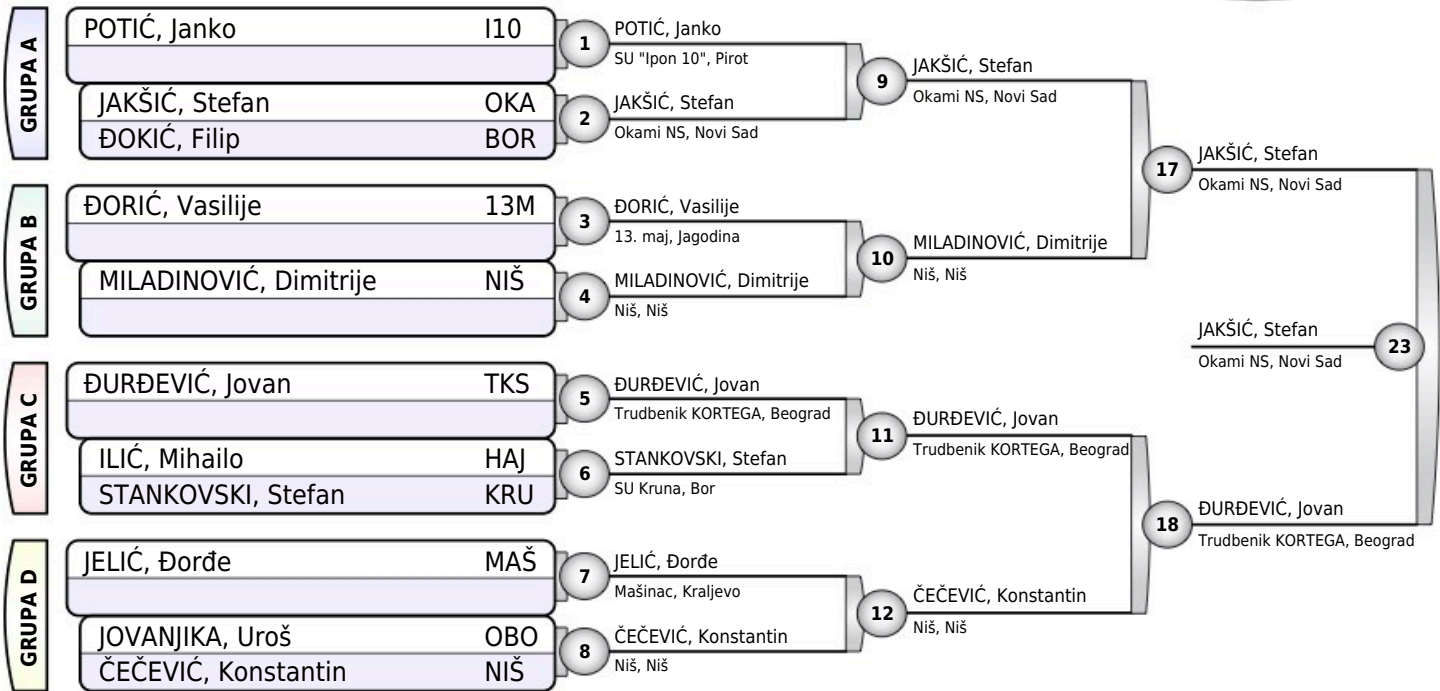 GRUPA A
POTIĆ, Janko I10
JAKŠIĆ, Stefan OKA
ĐOKIĆ, Filip BOR
GRUPA B
ĐORIĆ, Vasilije 13M
MILADINOVIĆ, Dimitrije NIŠ
GRUPA C
ĐURĐEVIĆ, Jovan TKS
ILIĆ, Mihailo HAJ
STANKOVSKI, Stefan KRU
GRUPA D
JELIĆ, Đorđe MAŠ
JOVANJIKA, Uroš OBO
ČEČEVIĆ, Konstantin NIŠ
1
POTIĆ, Janko
SU "Ipon 10", Pirot
2
JAKŠIĆ, Stefan
Okami NS, Novi Sad
3
ĐORIĆ, Vasilije
13. maj, Jagodina
4
MILADINOVIĆ, Dimitrije
Niš, Niš
5
ĐURĐEVIĆ, Jovan
Trudbenik KORTEGA, Beograd
6
STANKOVSKI, Stefan
SU Kruna, Bor
7
JELIĆ, Đorđe
Mašinac, Kraljevo
8
ČEČEVIĆ, Konstantin
Niš, Niš
9
JAKŠIĆ, Stefan
Okami NS, Novi Sad
10
MILADINOVIĆ, Dimitrije
Niš, Niš
11
ĐURĐEVIĆ, Jovan
Trudbenik KORTEGA, Beograd
12
ČEČEVIĆ, Konstantin
Niš, Niš
17
JAKŠIĆ, Stefan
Okami NS, Novi Sad
18
ĐURĐEVIĆ, Jovan
Trudbenik KORTEGA, Beograd
JAKŠIĆ, Stefan
Okami NS, Novi Sad
23